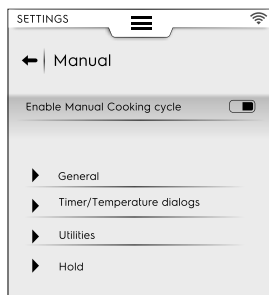 SETTINGS
Manual
Enable Manual Cooking cycle
General
Timer/Temperature dialogs
Utilities
Hold